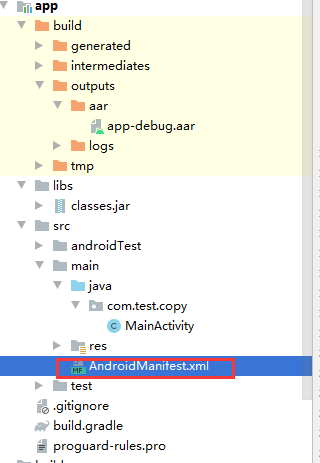 app
build
generated
intermediates
outputs
aar
app-debug.aar
logs
tmp
libs
classes.jar
src
androidTest
main
java
com.test.copy
C MainActivity
res
MF AndroidManifest.xml
test
.gitignore
build.gradle
proguard-rules.pro